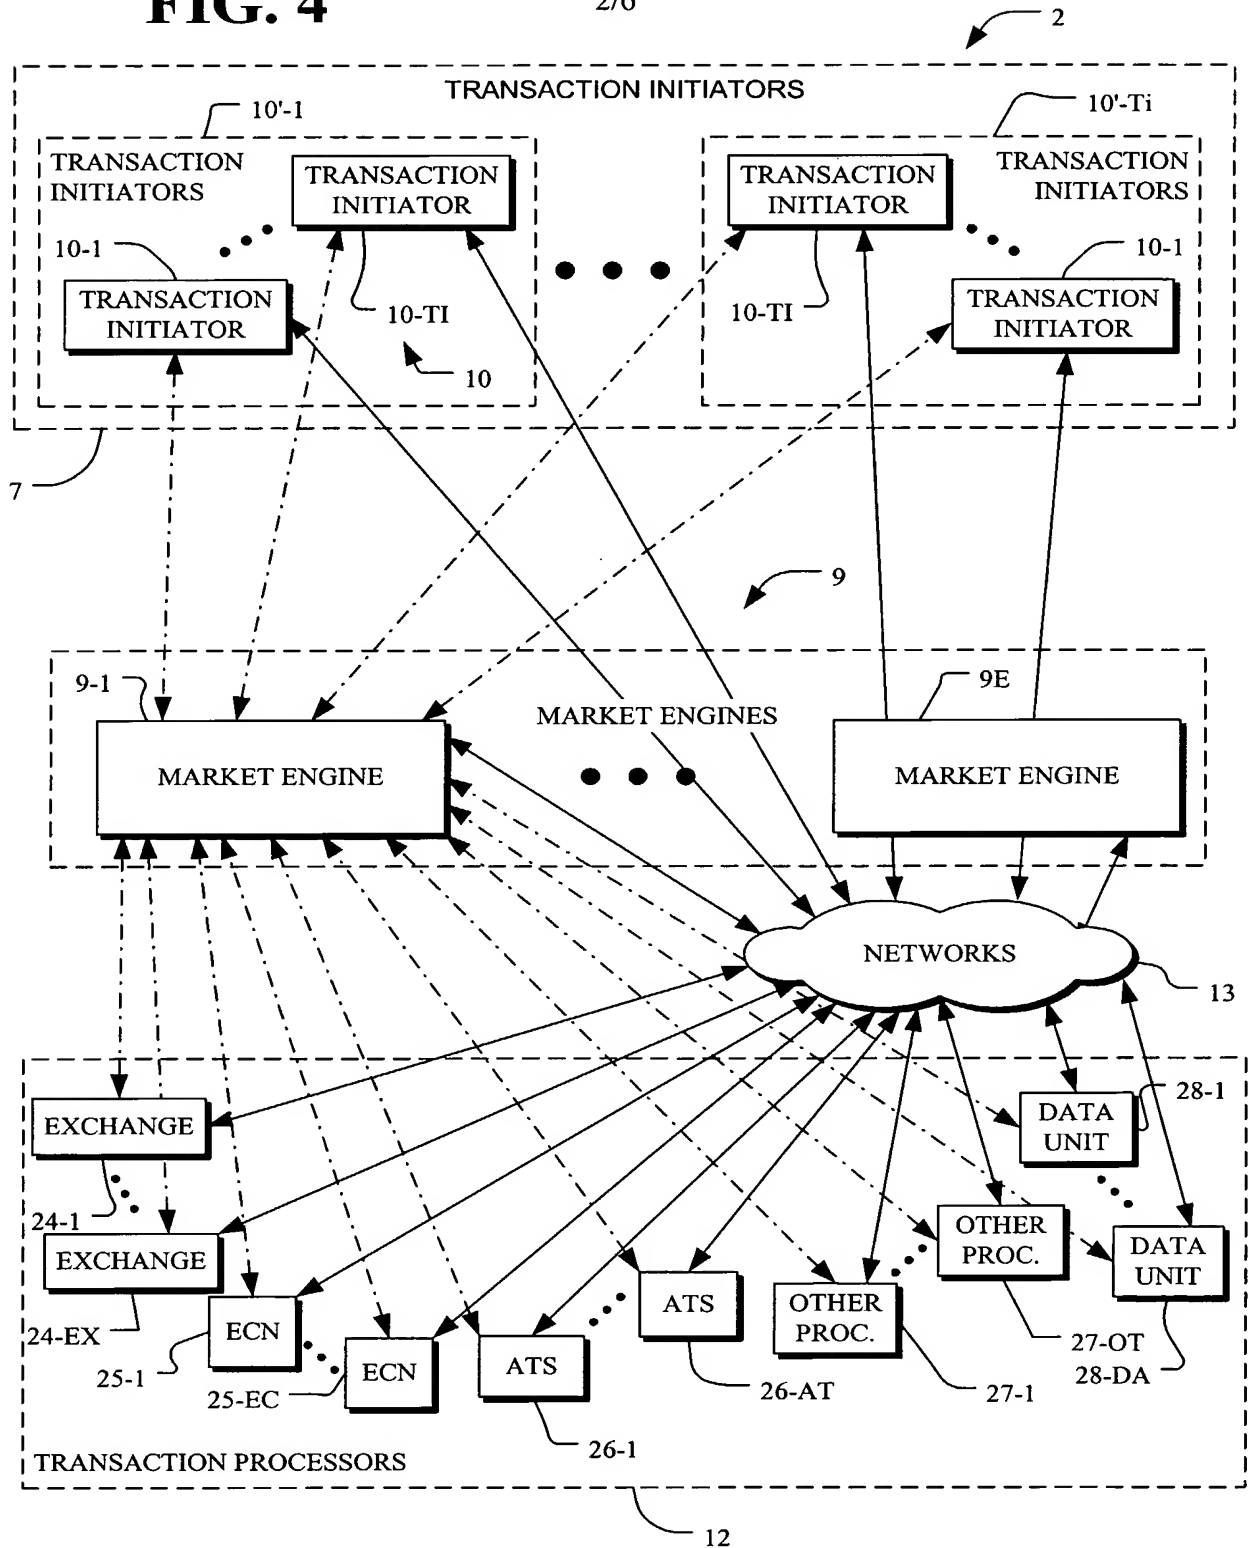 FIG. 4
2/6
2
TRANSACTION INITIATORS
10'-1
10'-Ti
TRANSACTION
INITIATORS
TRANSACTION
INITIATOR
TRANSACTION
INITIATOR
TRANSACTION
INITIATORS
10-1
10-1
TRANSACTION
INITIATOR
10-TI
10-TI
TRANSACTION
INITIATOR
10
7
9
9-1
9E
MARKET ENGINES
MARKET ENGINE
MARKET ENGINE
NETWORKS
13
EXCHANGE
DATA
UNIT
28-1
24-1
EXCHANGE
OTHER
PROC.
DATA
UNIT
ECN
ATS
OTHER
PROC.
24-EX
25-1
ECN
ATS
27-OT
25-EC
26-AT
27-1
28-DA
26-1
TRANSACTION PROCESSORS
12